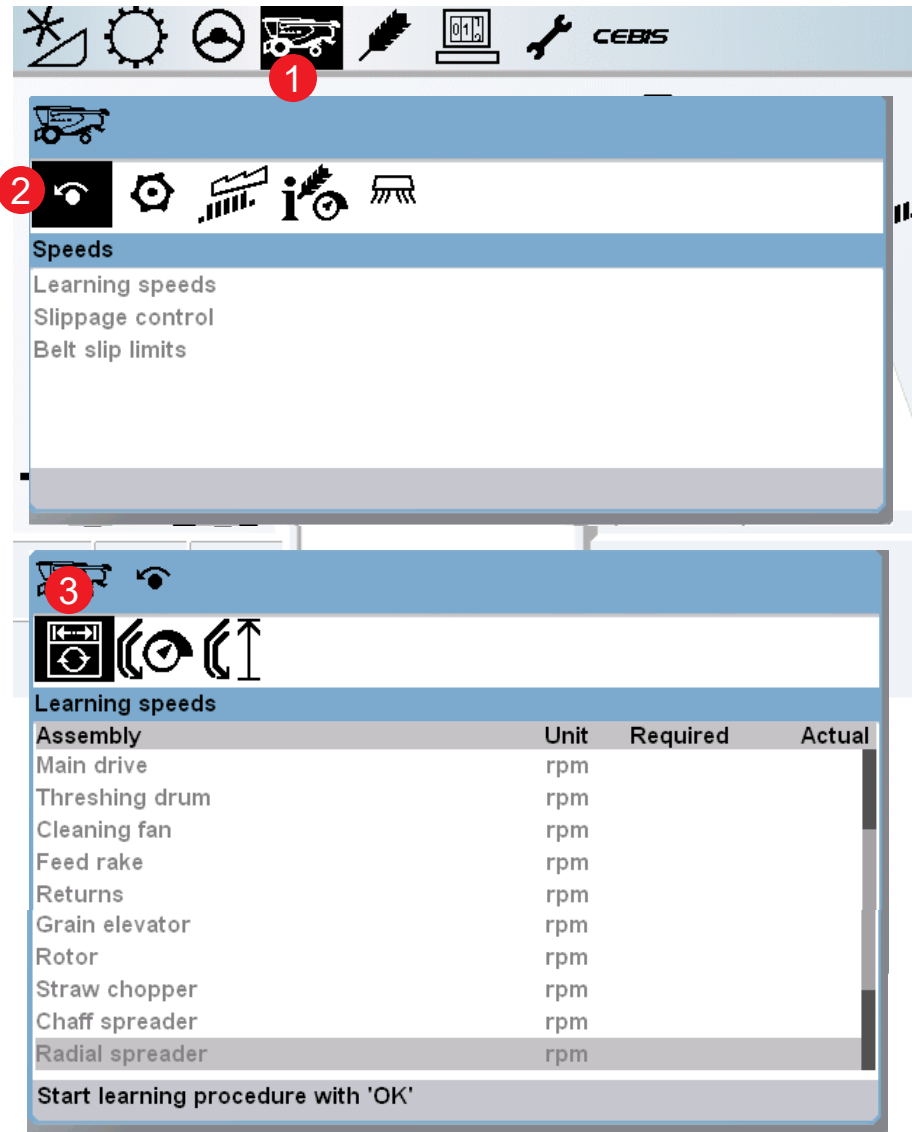 CEBIS
1
2
Speeds
Learning speeds
Slippage control
Belt slip limits
3
Learning speeds
Assembly Unit Required Actual
Main drive rpm
Threshing drum rpm
Cleaning fan rpm
Feed rake rpm
Returns rpm
Grain elevator rpm
Rotor rpm
Straw chopper rpm
Chaff spreader rpm
Radial spreader rpm
Start learning procedure with 'OK'